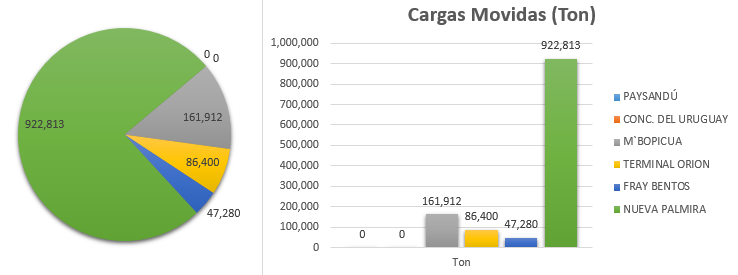 0
0
161,912
922,813
86,400
47,280
Cargas Movidas (Ton)
1,000,000
900,000
800,000
700,000
600,000
500,000
400,000
300,000
200,000
100,000
0
0
0
161,912
86,400
47,280
922,813
Ton
PAYSANDÚ
CONC. DEL URUGUAY
M`BOPICUA
TERMINAL ORION
FRAY BENTOS
NUEVA PALMIRA